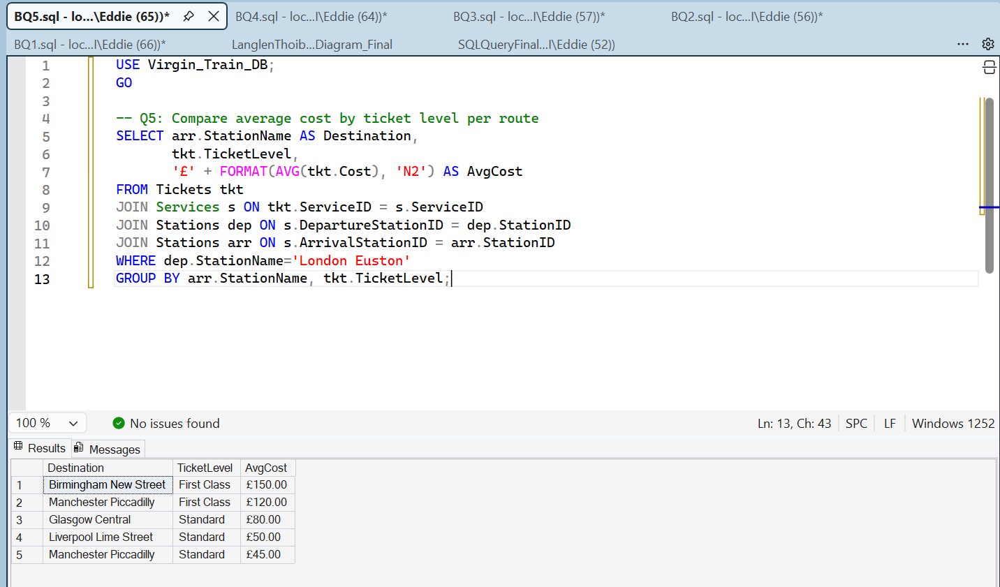 BQ5.sql - lo...\Eddie (65))* BQ4.sql - loc...I\Eddie (64))* BQ3.sql - loc...I\Eddie (57))* BQ2.sql - loc...I\Eddie (56))*
BQ1.sql - loc...I\Eddie (66))* LanglenThoib...Diagram_Final SQLQueryFinal...I\Eddie (52))
1 USE Virgin_Train_DB;
2 GO
3
4 -- Q5: Compare average cost by ticket level per route
5 SELECT arr.StationName AS Destination,
6 tkt.TicketLevel,
7 '£' + FORMAT(AVG(tkt.Cost), 'N2') AS AvgCost
8 FROM Tickets tkt
9 JOIN Services s ON tkt.ServiceID = s.ServiceID
10 JOIN Stations dep ON s.DepartureStationID = dep.StationID
11 JOIN Stations arr ON s.ArrivalStationID = arr.StationID
12 WHERE dep.StationName='London Euston'
13 GROUP BY arr.StationName, tkt.TicketLevel;
100 % No issues found Ln: 13, Ch: 43 SPC LF Windows 1252
Results Messages
Destination TicketLevel AvgCost
1 Birmingham New Street First Class £150.00
2 Manchester Piccadilly First Class £120.00
3 Glasgow Central Standard £80.00
4 Liverpool Lime Street Standard £50.00
5 Manchester Piccadilly Standard £45.00